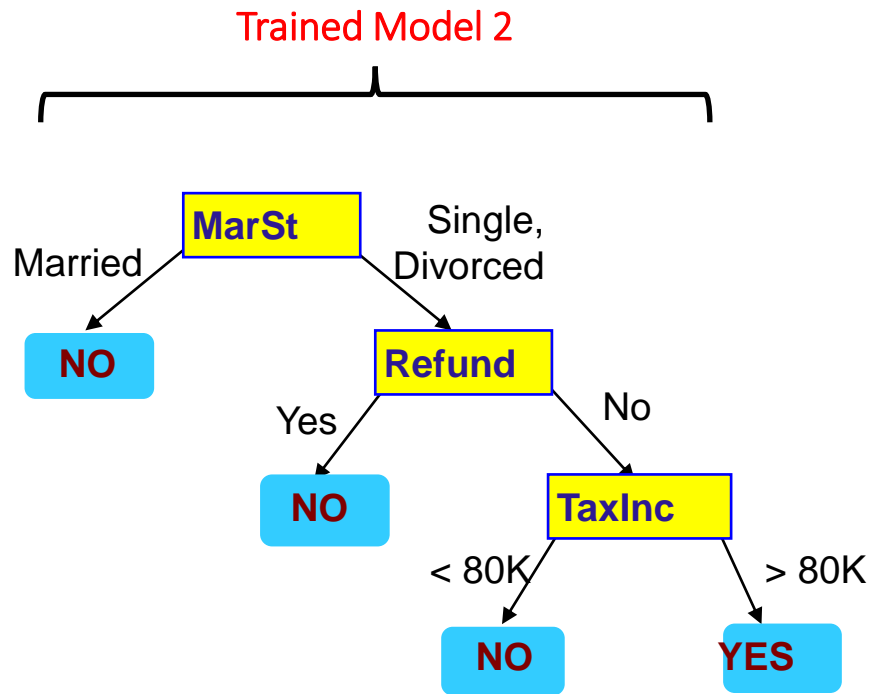 Trained Model 2
MarSt
Single,
Divorced
Married
NO
Refund
Yes
No
NO
TaxInc
< 80K
> 80K
NO
YES